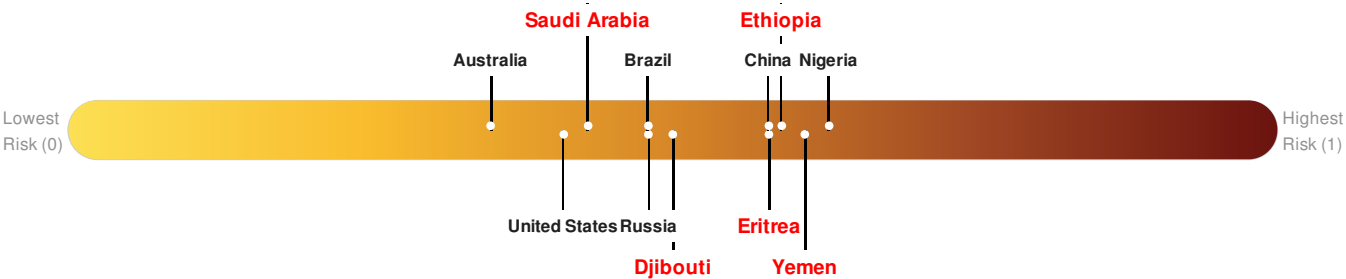 Saudi Arabia Ethiopia
Australia Brazil China Nigeria
Lowest
Risk (0)
Highest
Risk (1)
United States Russia Eritrea
Djibouti Yemen